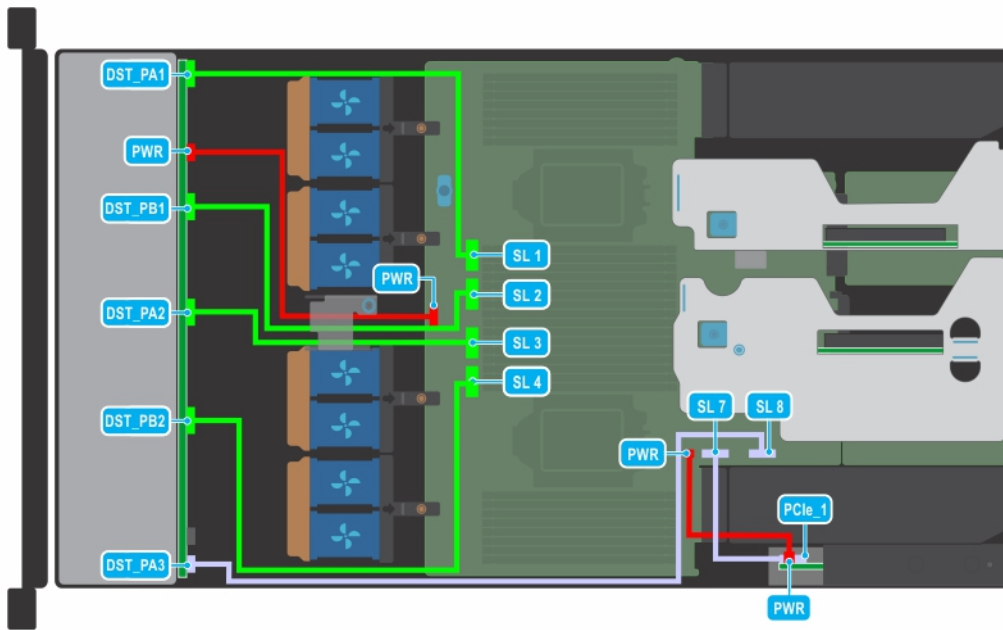 DST_PA1
PWR
DST_PB1
DST_PA2
DST_PB2
DST_PA3
PWR
SL 1
SL 2
SL 3
SL 4
SL 7
SL 8
PWR
PCIe_1
PWR